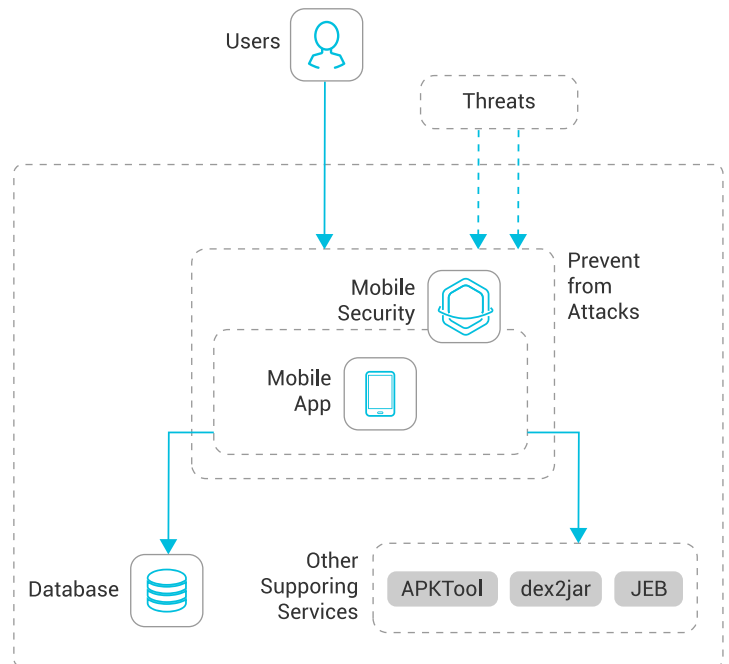 Users
Threats
Prevent
from
Attacks
Mobile
Security
Mobile
App
Database
Other
Supporing
Services
APKTool
dex2jar
JEB